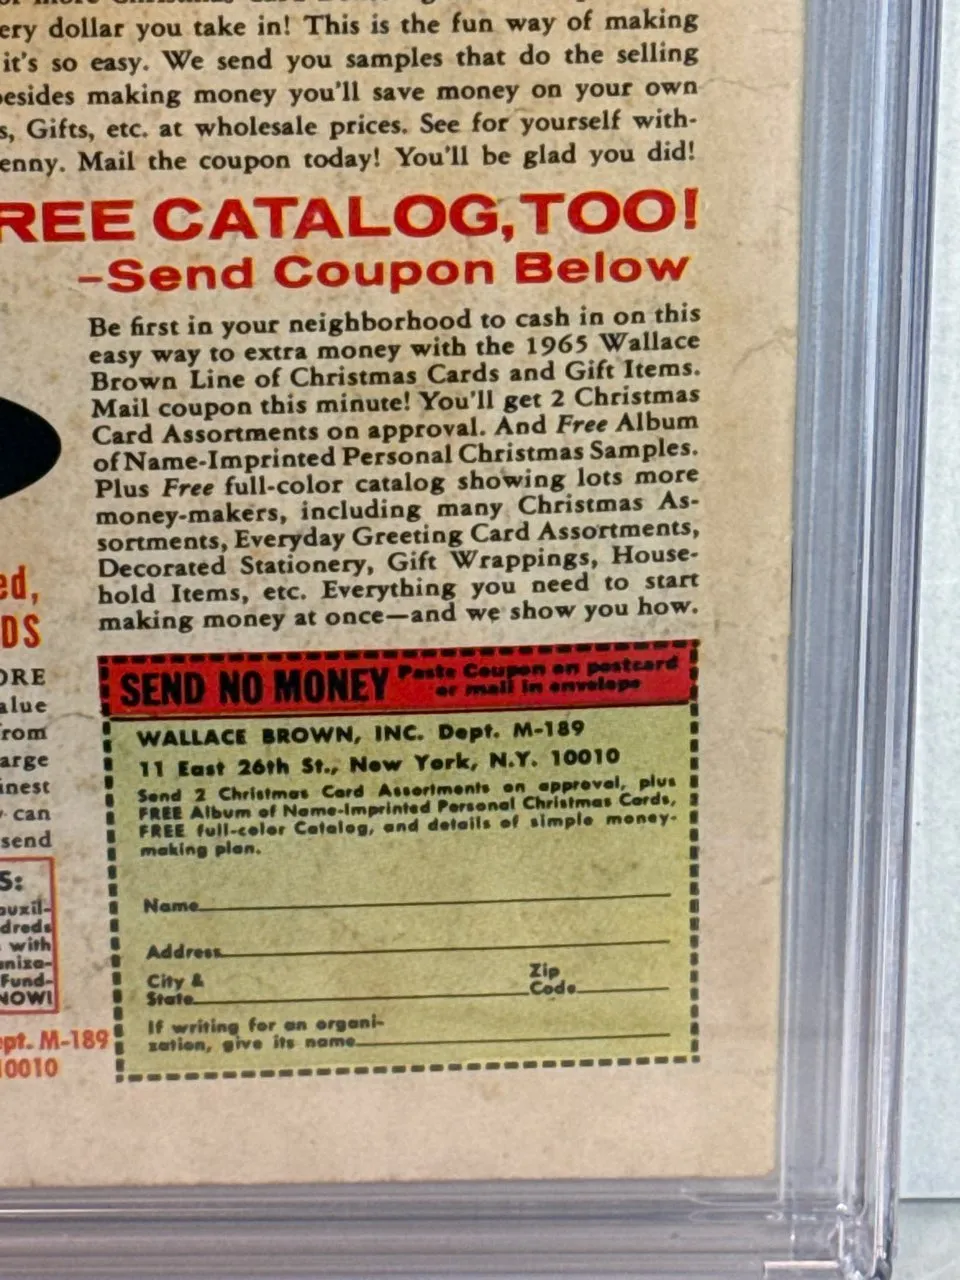 ery dollar you take in! This is the fun way of making
it's so easy. We send you samples that do the selling
esides making money you'll save money on your own
s, Gifts, etc. at wholesale prices. See for yourself with-
enny. Mail the coupon today! You'll be glad you did!
REE CATALOG, TOO!
–Send Coupon Below
Be first in your neighborhood to cash in on this
easy way to extra money with the 1965 Wallace
Brown Line of Christmas Cards and Gift Items.
Mail coupon this minute! You'll get 2 Christmas
Card Assortments on approval. And Free Album
of Name-Imprinted Personal Christmas Samples.
Plus Free full-color catalog showing lots more
money-makers, including many Christmas As-
sortments, Everyday Greeting Card Assortments,
Decorated Stationery, Gift Wrappings, House-
hold Items, etc. Everything you need to start
making money at once—and we show you how.
ed,
DS
ORE
alue
rom
arge
inest
can
send
S:
uxil-
dreds
with
aniza-
Fund-
NOW!
ept. M-189
10010
SEND NO MONEY Paste Coupon on postcard
or mail in envelope
WALLACE BROWN, INC. Dept. M-189
11 East 26th St., New York, N.Y. 10010
Send 2 Christmas Card Assortments on approval, plus
FREE Album of Name-Imprinted Personal Christmas Cards,
FREE full-color Catalog, and details of simple money-
making plan.
Name
Address
City &
State
Zip
Code
If writing for an organi-
zation, give its name